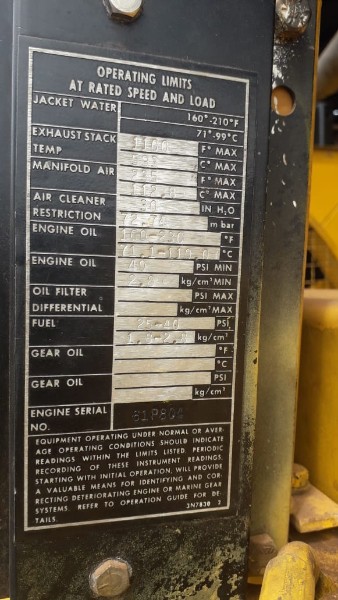 OPERATING LIMITS
AT RATED SPEED AND LOAD
JACKET WATER 160°-210°F
71°-99°C
EXHAUST STACK TEMP 1100 F° MAX
C° MAX
MANIFOLD AIR F° MAX
C° MAX
AIR CLEANER RESTRICTION IN H₂O
m bar
ENGINE OIL °F
°C
ENGINE OIL 40 PSI MIN
kg/cm² MIN
OIL FILTER DIFFERENTIAL PSI MAX
kg/cm² MAX
FUEL 25-40 PSI
kg/cm²
GEAR OIL °F
°C
GEAR OIL PSI
kg/cm²
ENGINE SERIAL NO.
EQUIPMENT OPERATING UNDER NORMAL OR AVER-
AGE OPERATING CONDITIONS SHOULD INDICATE
READINGS WITHIN THE LIMITS LISTED. PERIODIC
RECORDING OF THESE INSTRUMENT READINGS,
STARTING WITH INITIAL OPERATION, WILL PROVIDE
A VALUABLE MEANS FOR IDENTIFYING AND COR-
RECTING DETERIORATING ENGINE OR MARINE GEAR
SYSTEMS. REFER TO OPERATION GUIDE FOR DE-
TAILS. 2N7830 2